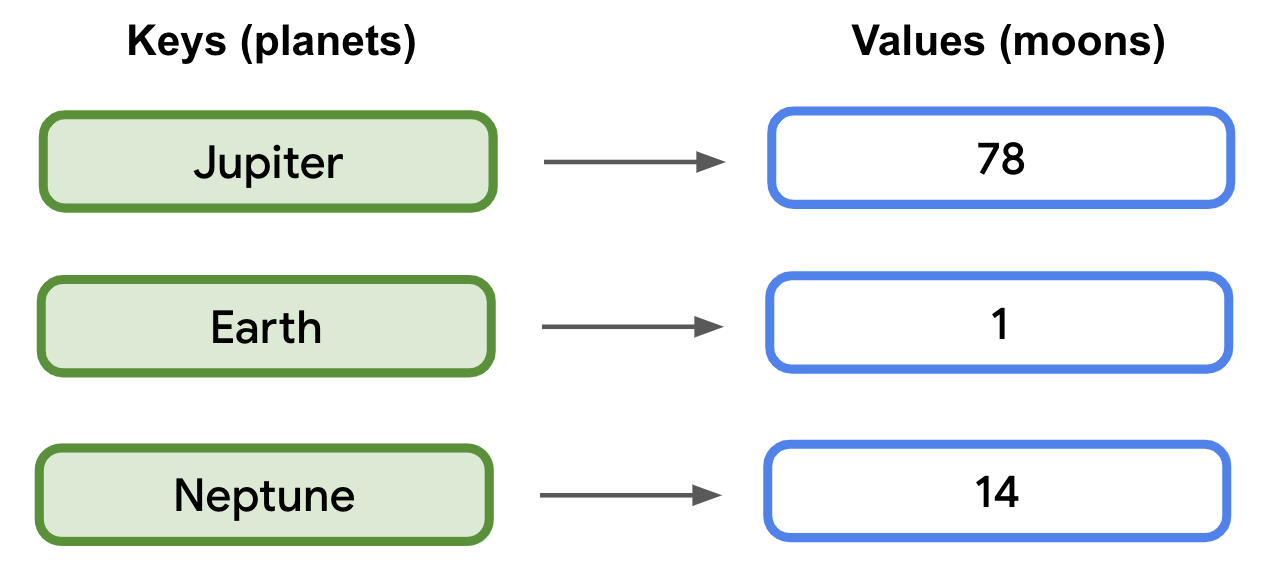 Keys (planets) Values (moons)
Jupiter 78
Earth 1
Neptune 14